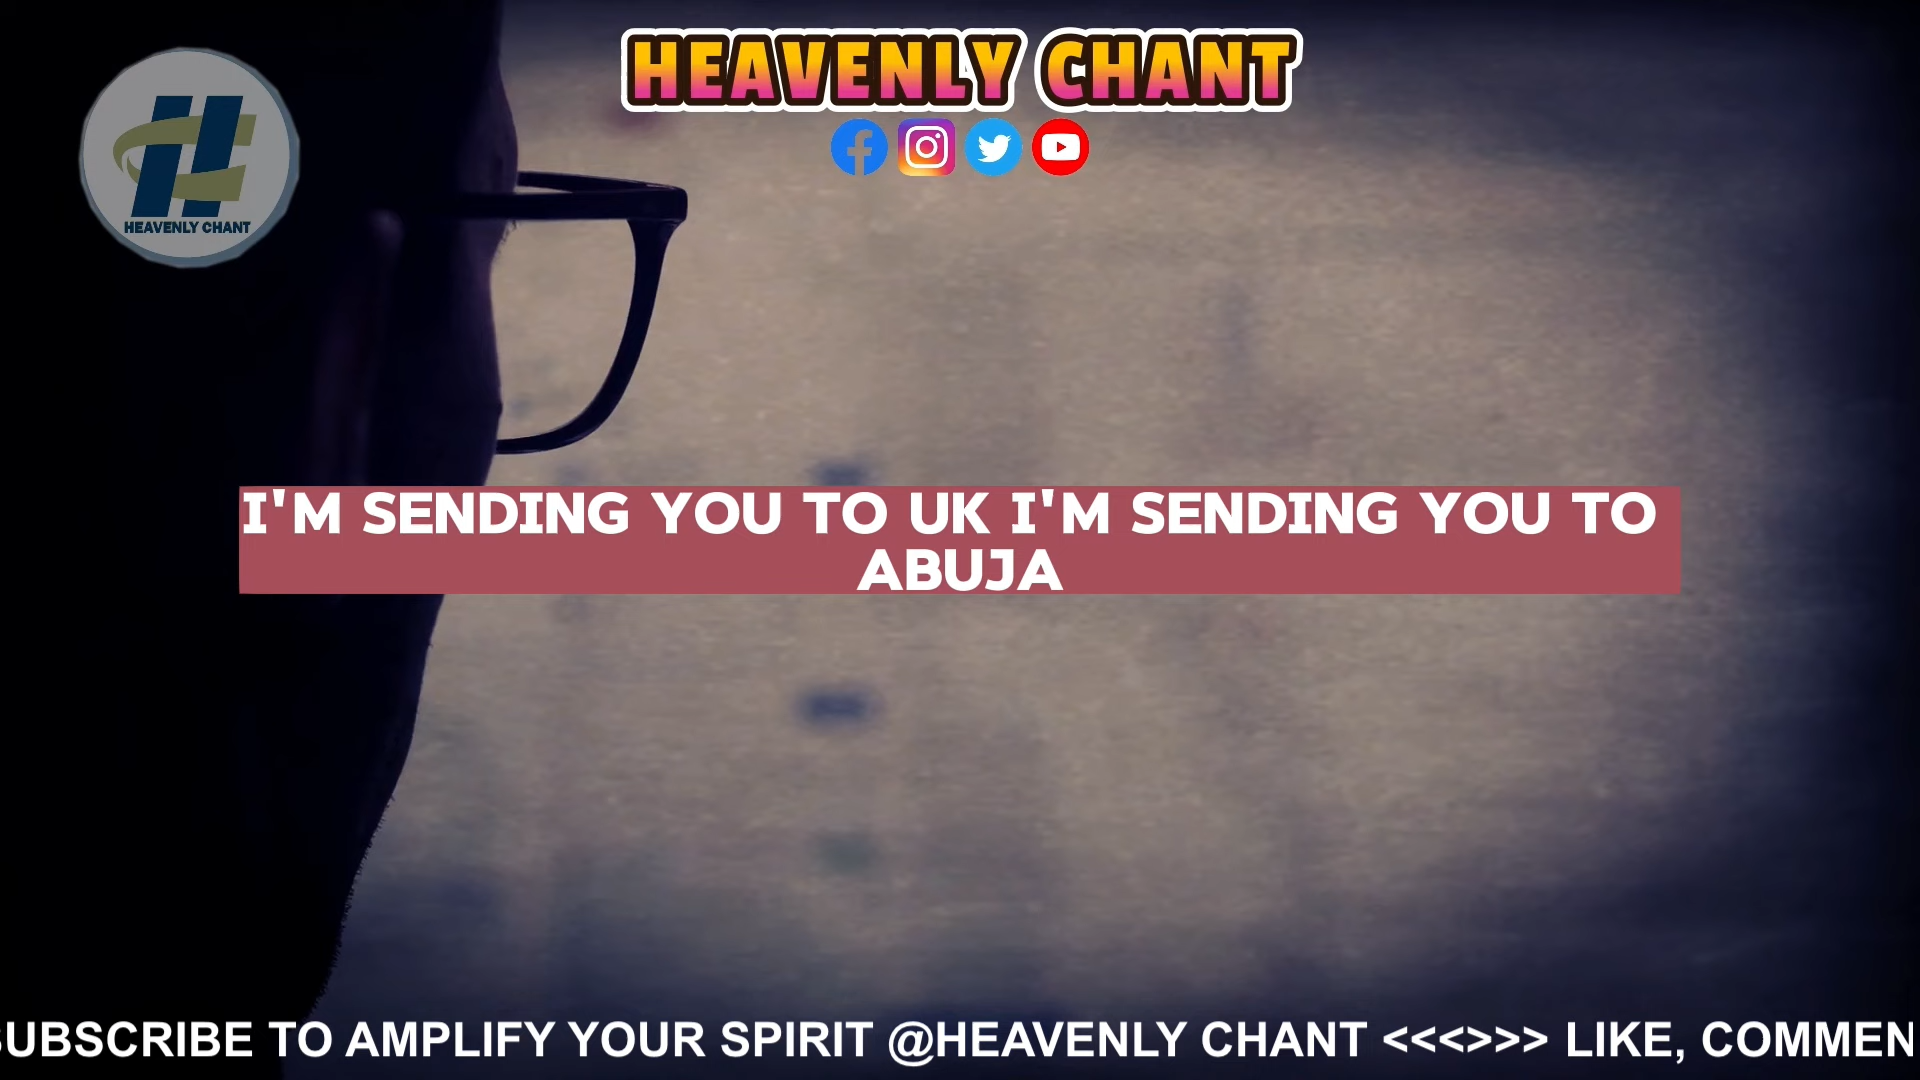 HEAVENLY CHANT
HEAVENLY CHANT
I'M SENDING YOU TO UK I'M SENDING YOU TO
ABUJA
SUBSCRIBE TO AMPLIFY YOUR SPIRIT @HEAVENLY CHANT <<<>>> LIKE, COMMEN